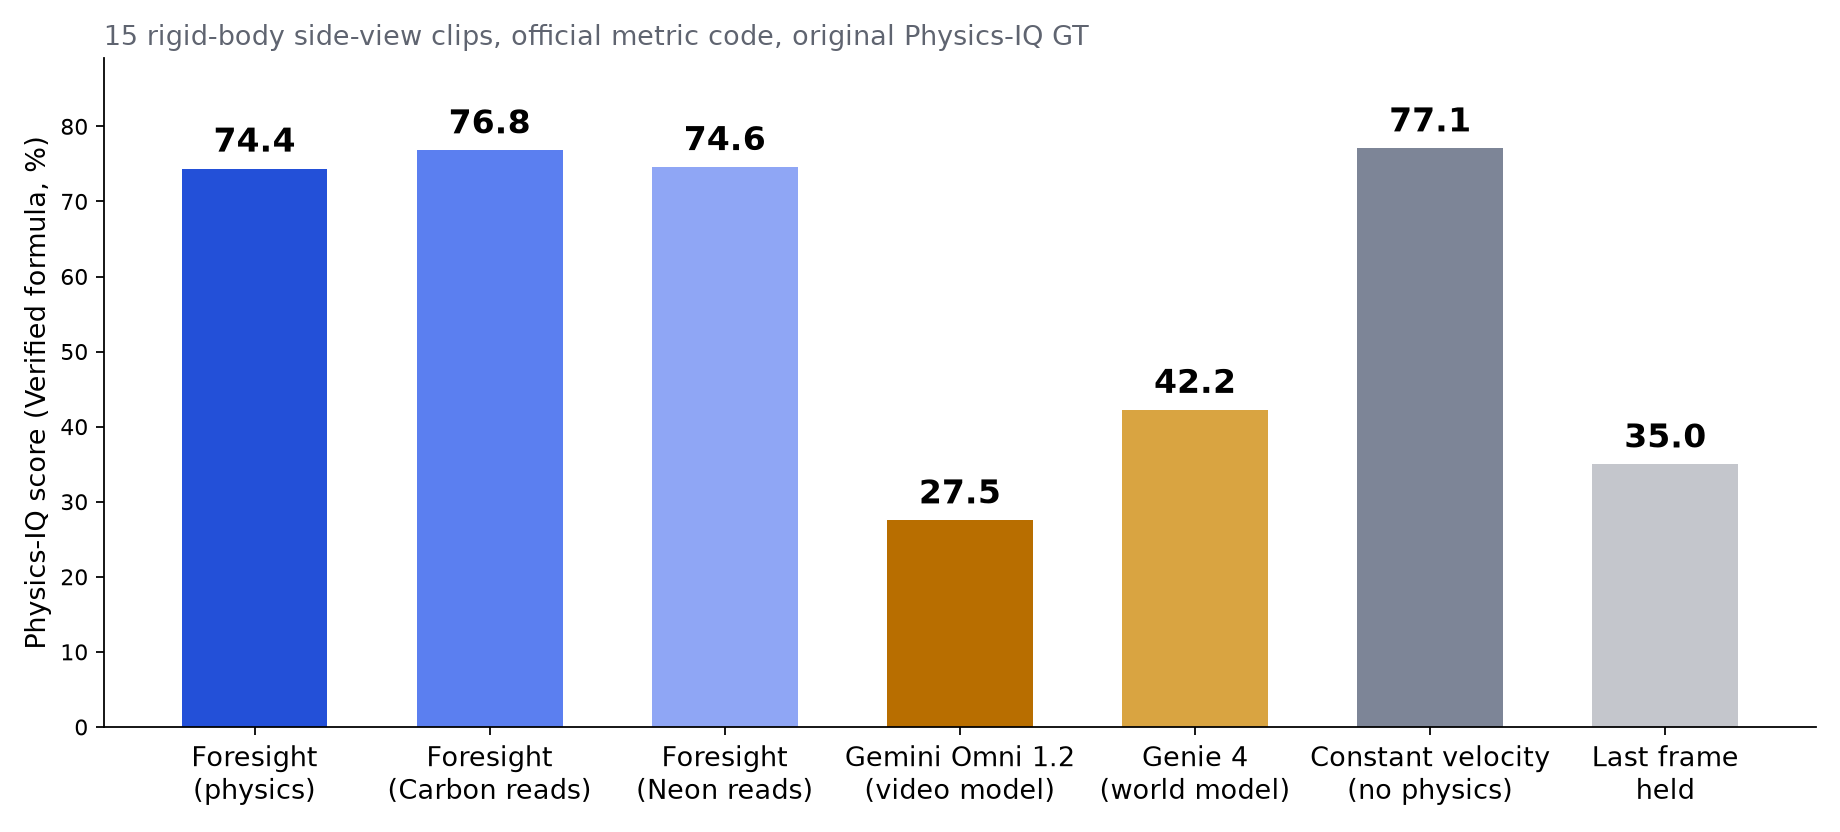 15 rigid-body side-view clips, official metric code, original Physics-IQ GT
Physics-IQ score (Verified formula, %)
80
70
60
50
40
30
20
10
0
74.4
76.8
74.6
27.5
42.2
77.1
35.0
Foresight
(physics)
Foresight
(Carbon reads)
Foresight
(Neon reads)
Gemini Omni 1.2
(video model)
Genie 4
(world model)
Constant velocity
(no physics)
Last frame
held